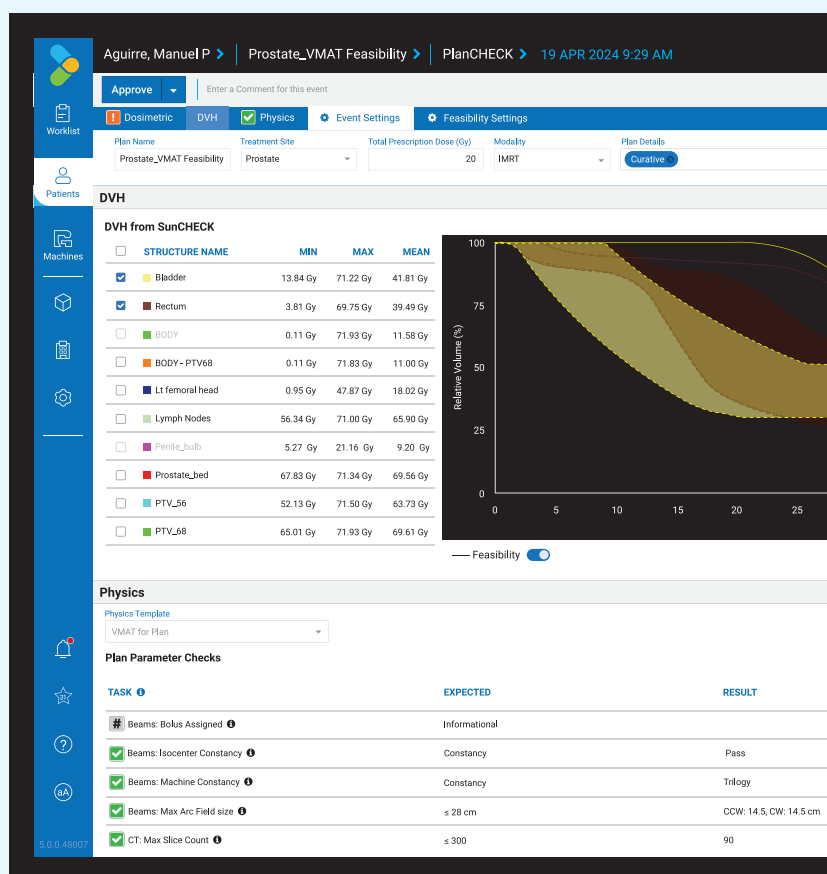 Aguirre, Manuel P > Prostate_VMAT Feasibility > PlanCHECK > 19 APR 2024 9:29 AM
Approve Enter a Comment for this event
! Dosimetric DVH Physics Event Settings Feasibility Settings
Plan Name Treatment Site Total Prescription Dose (Gy) Modality Plan Details
Prostate_VMAT Feasibility Prostate 20 IMRT Curative
Worklist
Patients
Machines
31
?
aA
5.0.0.48007
DVH
DVH from SunCHECK
STRUCTURE NAME MIN MAX MEAN
Bladder 13.84 Gy 71.22 Gy 41.81 Gy
Rectum 3.81 Gy 69.75 Gy 39.49 Gy
BODY 0.11 Gy 71.93 Gy 11.58 Gy
BODY - PTV68 0.11 Gy 71.83 Gy 11.00 Gy
Lt femoral head 0.95 Gy 47.87 Gy 18.02 Gy
Lymph Nodes 56.34 Gy 71.00 Gy 65.90 Gy
Penile_bulb 5.27 Gy 21.16 Gy 9.20 Gy
Prostate_bed 67.83 Gy 71.34 Gy 69.56 Gy
PTV_56 52.13 Gy 71.50 Gy 63.73 Gy
PTV_68 65.01 Gy 71.93 Gy 69.61 Gy
Relative Volume (%)
100
75
50
25
0
0 5 10 15 20 25
Feasibility
Physics
Physics Template
VMAT for Plan
Plan Parameter Checks
TASK EXPECTED RESULT
# Beams: Bolus Assigned Informational
Beams: Isocenter Constancy Constancy Pass
Beams: Machine Constancy Constancy Trilogy
Beams: Max Arc Field size ≤ 28 cm CCW: 14.5, CW: 14.5 cm
CT: Max Slice Count ≤ 300 90